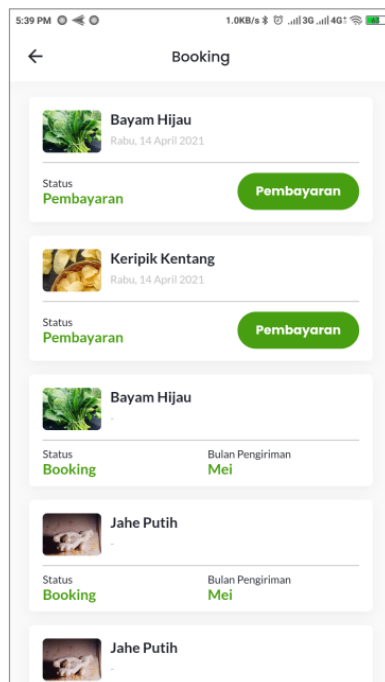 5:39 PM
1.0KB/s 3G 4G
Booking
Bayam Hijau
Rabu, 14 April 2021
Status
Pembayaran
Pembayaran
Keripik Kentang
Rabu, 14 April 2021
Status
Pembayaran
Pembayaran
Bayam Hijau
-
Status Bulan Pengiriman
Booking Mei
Jahe Putih
-
Status Bulan Pengiriman
Booking Mei
Jahe Putih
-